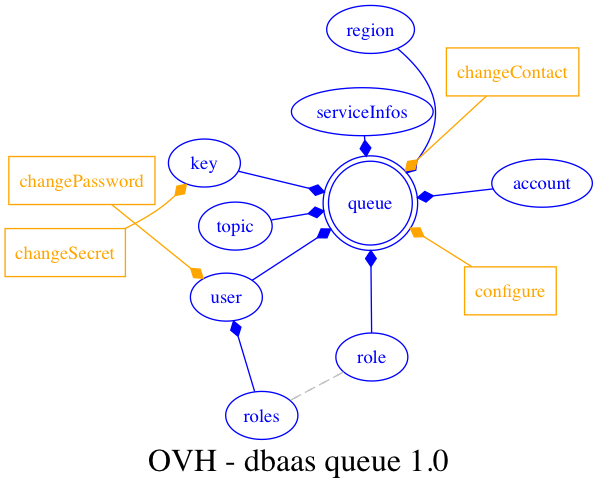 region
changeContact
serviceInfos
key
changePassword
account
queue
topic
changeSecret
user
configure
role
roles
OVH - dbaas queue 1.0